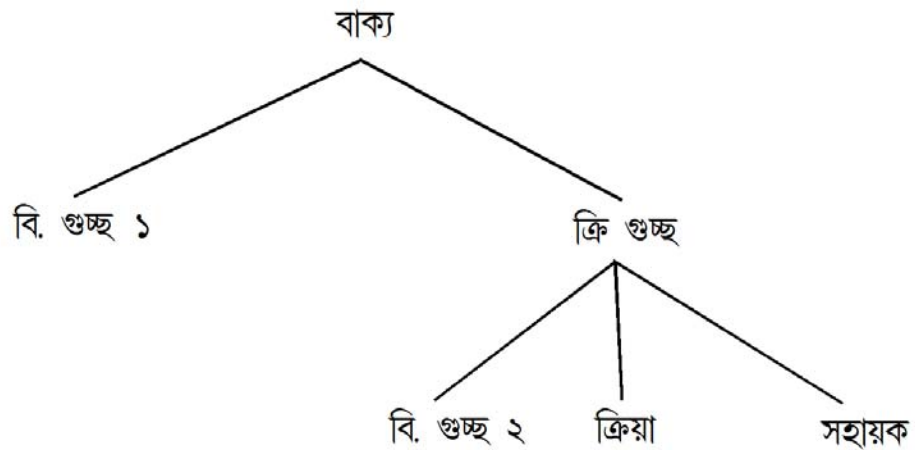 বাক্য
বি. গুচ্ছ ১
ক্রি গুচ্ছ
বি. গুচ্ছ ২ ক্রিয়া সহায়ক